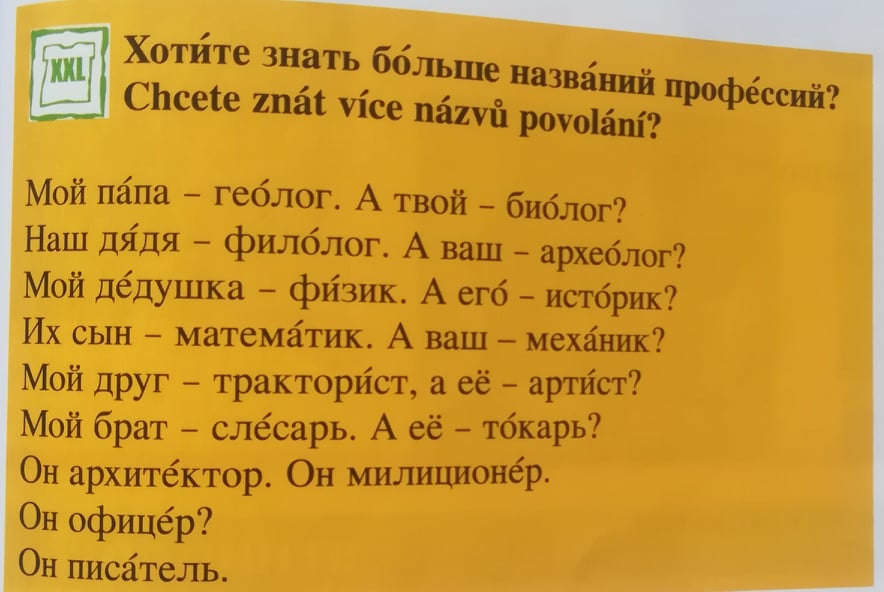 XXL
Хоти́те знать бо́льше назва́ний профе́ссий?
Chcete znát více názvů povolání?
Мой па́па – гео́лог. А твой – био́лог?
Наш дя́дя – фило́лог. А ваш – архео́лог?
Мой де́душка – фи́зик. А его́ – исто́рик?
Их сын – матема́тик. А ваш – меха́ник?
Мой друг – трактори́ст, а её – арти́ст?
Мой брат – сле́сарь. А её – то́карь?
Он архите́ктор. Он милиционе́р.
Он офице́р?
Он писа́тель.